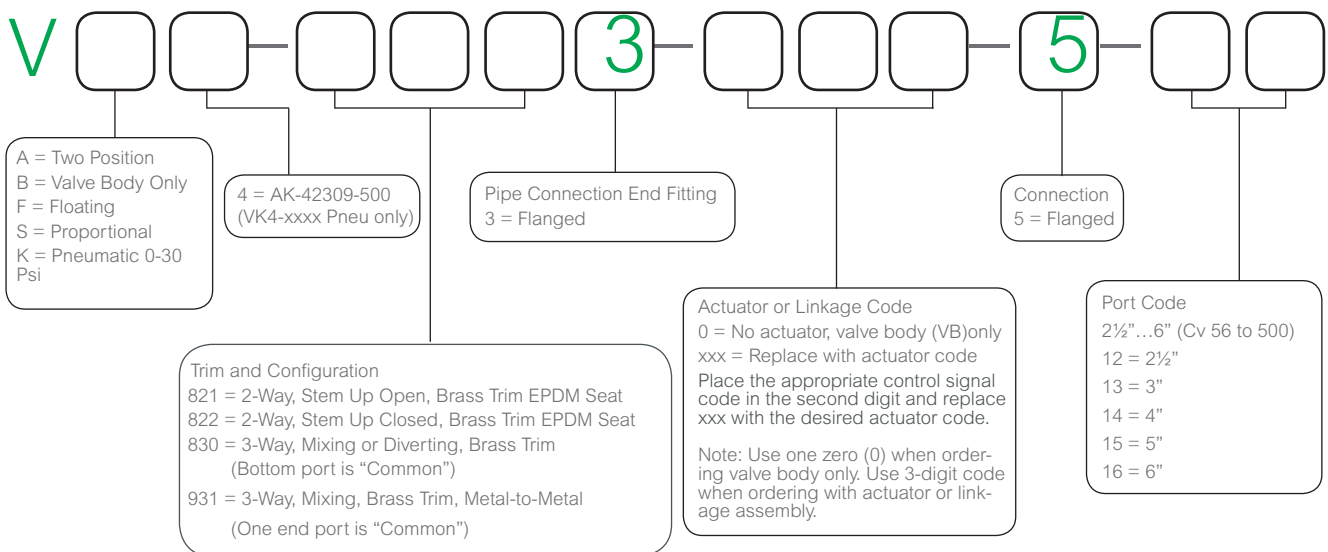 V 3 5
A = Two Position
B = Valve Body Only
F = Floating
S = Proportional
K = Pneumatic 0-30
Psi
4 = AK-42309-500
(VK4-xxxx Pneu only)
Trim and Configuration
821 = 2-Way, Stem Up Open, Brass Trim EPDM Seat
822 = 2-Way, Stem Up Closed, Brass Trim EPDM Seat
830 = 3-Way, Mixing or Diverting, Brass Trim
(Bottom port is “Common”)
931 = 3-Way, Mixing, Brass Trim, Metal-to-Metal
(One end port is “Common”)
Pipe Connection End Fitting
3 = Flanged
Actuator or Linkage Code
0 = No actuator, valve body (VB)only
xxx = Replace with actuator code
Place the appropriate control signal
code in the second digit and replace
xxx with the desired actuator code.
Note: Use one zero (0) when order-
ing valve body only. Use 3-digit code
when ordering with actuator or link-
age assembly.
Connection
5 = Flanged
Port Code
2½”…6” (Cv 56 to 500)
12 = 2½”
13 = 3”
14 = 4”
15 = 5”
16 = 6”